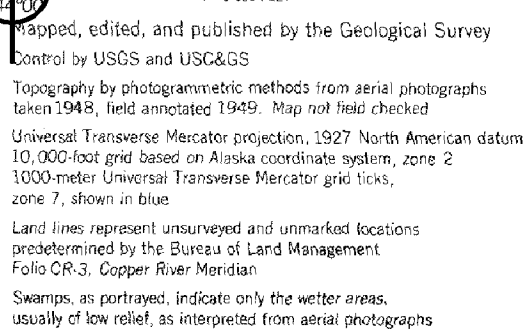 Mapped, edited, and published by the Geological Survey
Control by USGS and USC&GS
Topography by photogrammetric methods from aerial photographs
taken 1948, field annotated 1949. Map not field checked
Universal Transverse Mercator projection, 1927 North American datum
10,000-foot grid based on Alaska coordinate system, zone 2
1000-meter Universal Transverse Mercator grid ticks,
zone 7, shown in blue
Land lines represent unsurveyed and unmarked locations
predetermined by the Bureau of Land Management
Folio CR-3, Copper River Meridian
Swamps, as portrayed, indicate only the wetter areas,
usually of low relief, as interpreted from aerial photographs